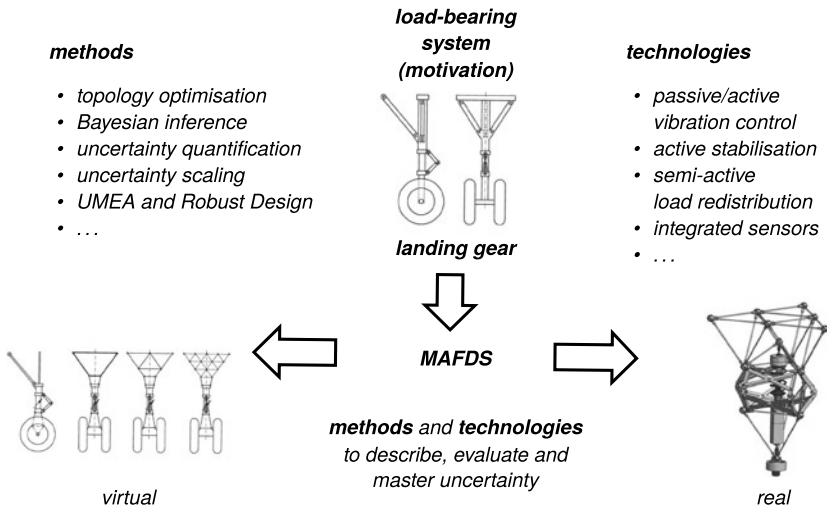 methods
• topology optimisation
• Bayesian inference
• uncertainty quantification
• uncertainty scaling
• UMEA and Robust Design
• ...
load-bearing
system
(motivation)
landing gear
technologies
• passive/active
vibration control
• active stabilisation
• semi-active
load redistribution
• integrated sensors
• ...
MAFDS
methods and technologies
to describe, evaluate and
master uncertainty
virtual
real